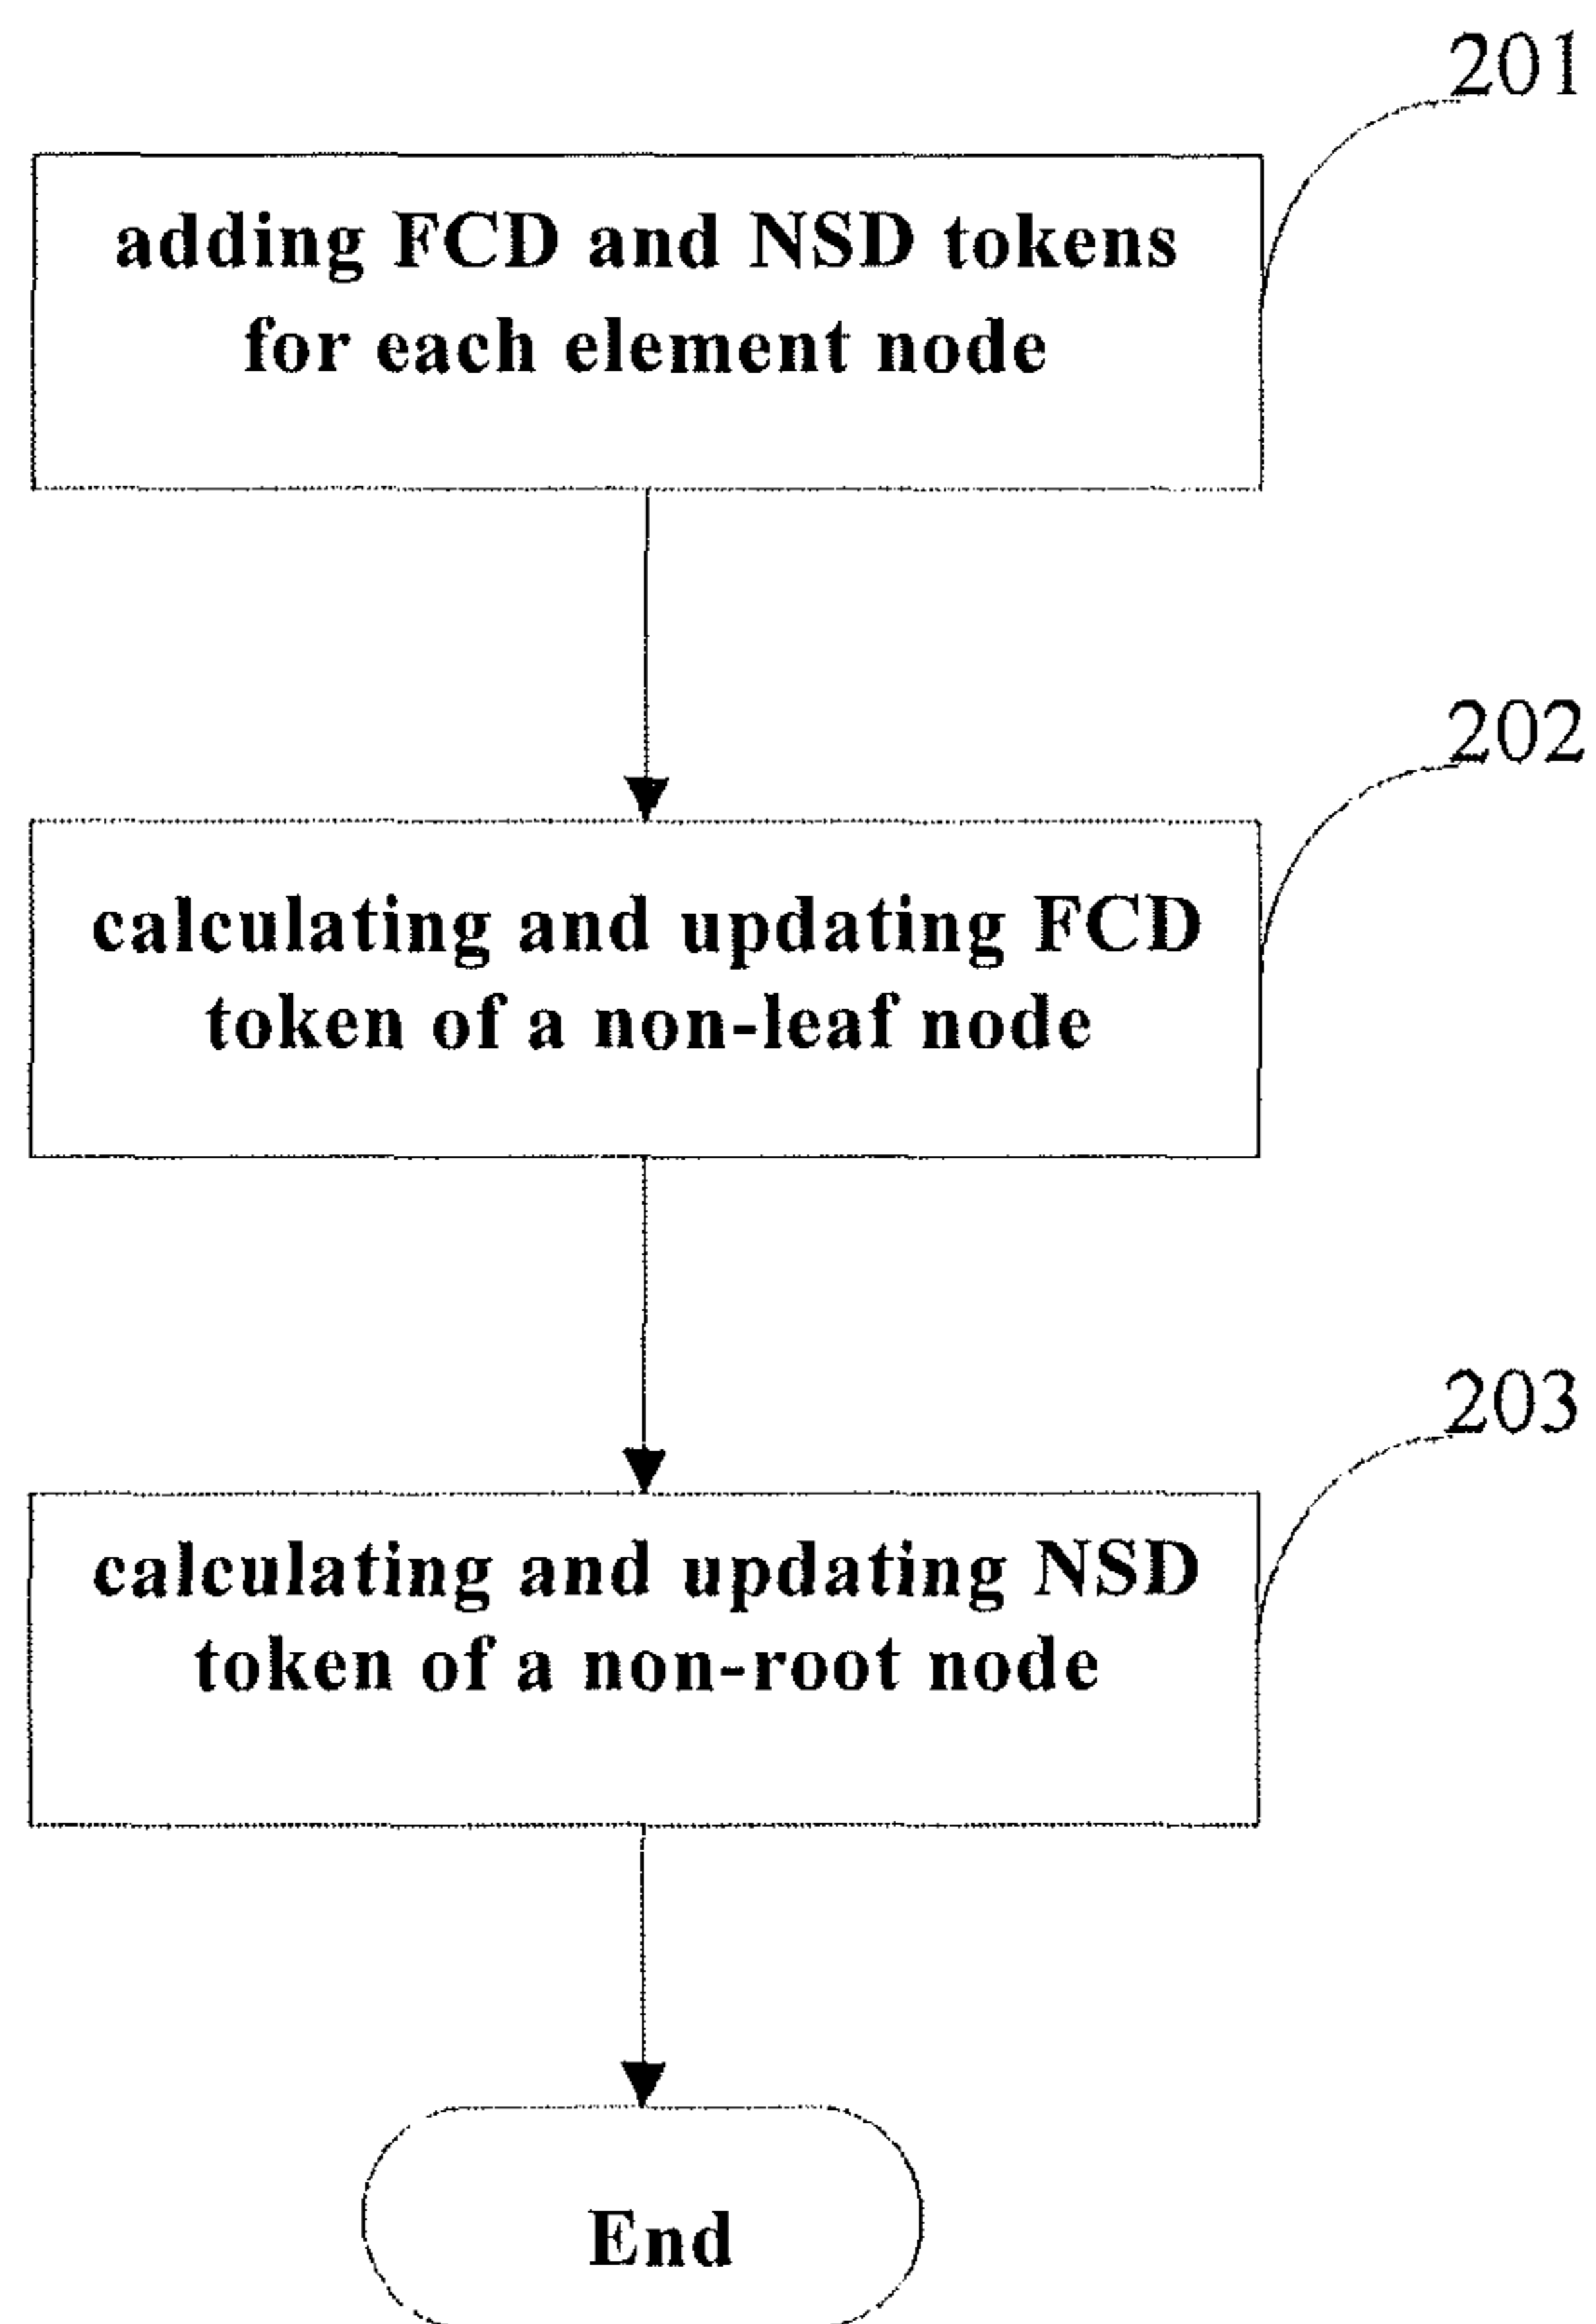 201
adding FCD and NSD tokens
for each element node
202
calculating and updating FCD
token of a non-leaf node
203
calculating and updating NSD
token of a non-root node
End